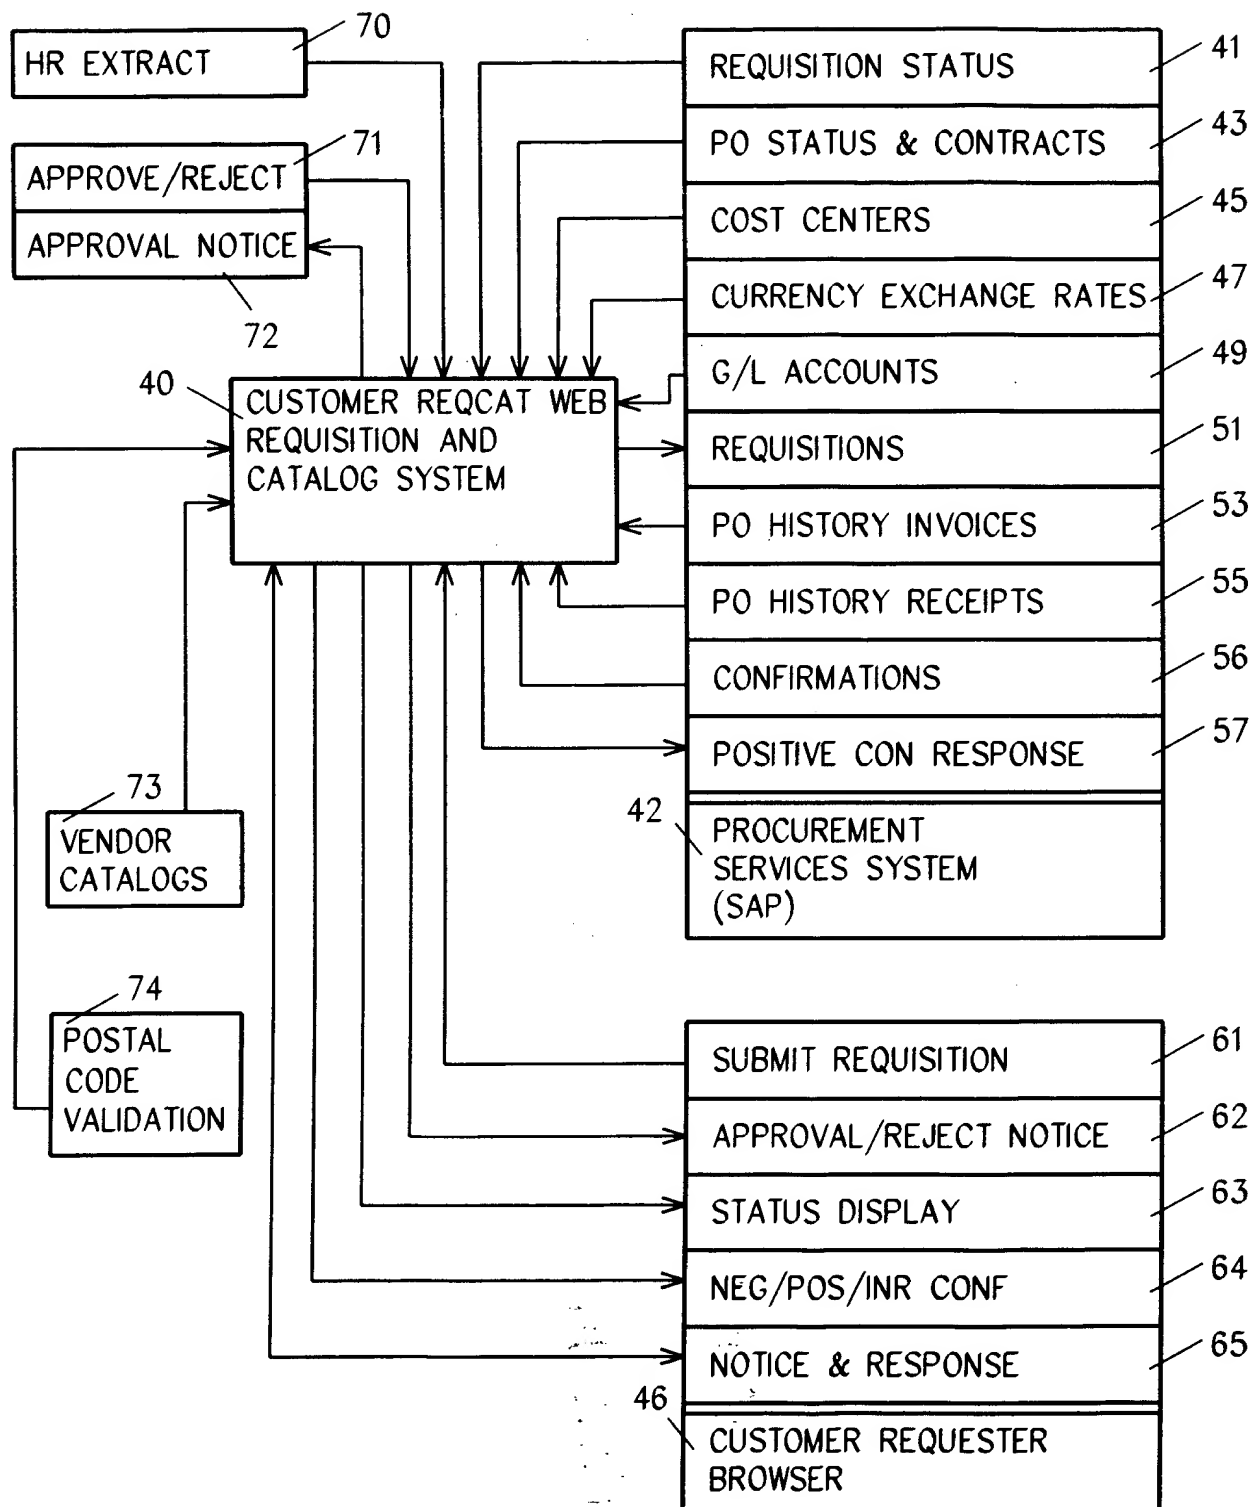 70
HR EXTRACT
71
APPROVE/REJECT
APPROVAL NOTICE
72
40
CUSTOMER REQCAT WEB
REQUISITION AND
CATALOG SYSTEM
73
VENDOR
CATALOGS
74
POSTAL
CODE
VALIDATION
REQUISITION STATUS
41
PO STATUS & CONTRACTS
43
COST CENTERS
45
CURRENCY EXCHANGE RATES
47
G/L ACCOUNTS
49
REQUISITIONS
51
PO HISTORY INVOICES
53
PO HISTORY RECEIPTS
55
CONFIRMATIONS
56
POSITIVE CON RESPONSE
57
42
PROCUREMENT
SERVICES SYSTEM
(SAP)
SUBMIT REQUISITION
61
APPROVAL/REJECT NOTICE
62
STATUS DISPLAY
63
NEG/POS/INR CONF
64
NOTICE & RESPONSE
65
46
CUSTOMER REQUESTER
BROWSER